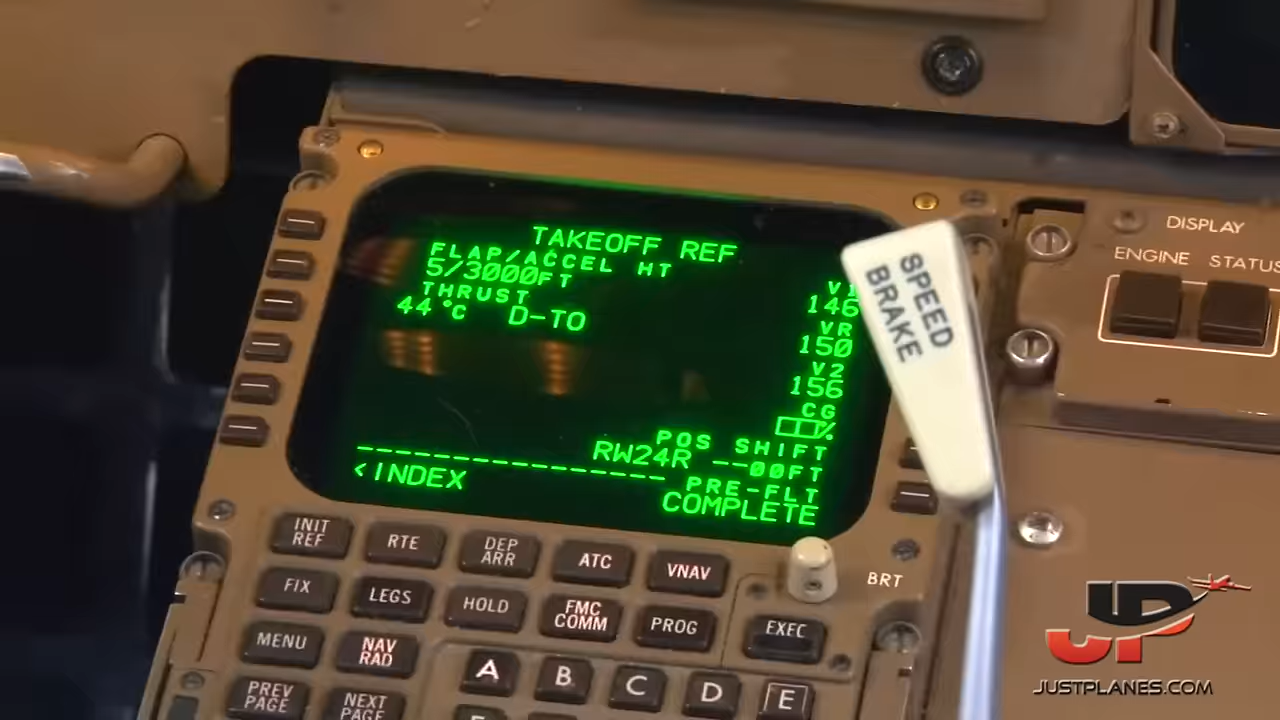 TAKEOFF REF
FLAP/ACCEL HT
5/3000FT
V1
THRUST
146
44°C D-TO
VR
150
V2
156
CG
%
POS SHIFT
RW24R --00FT
PRE-FLT
<INDEX
COMPLETE
SPEED
BRAKE
DISPLAY
ENGINE STATUS
INIT
REF
RTE
DEP
ARR
ATC
VNAV
BRT
FIX
LEGS
HOLD
FMC
COMM
PROG
EXEC
MENU
NAV
RAD
PREV
PAGE
NEXT
PAGE
A B C D E
JP
JUSTPLANES.COM